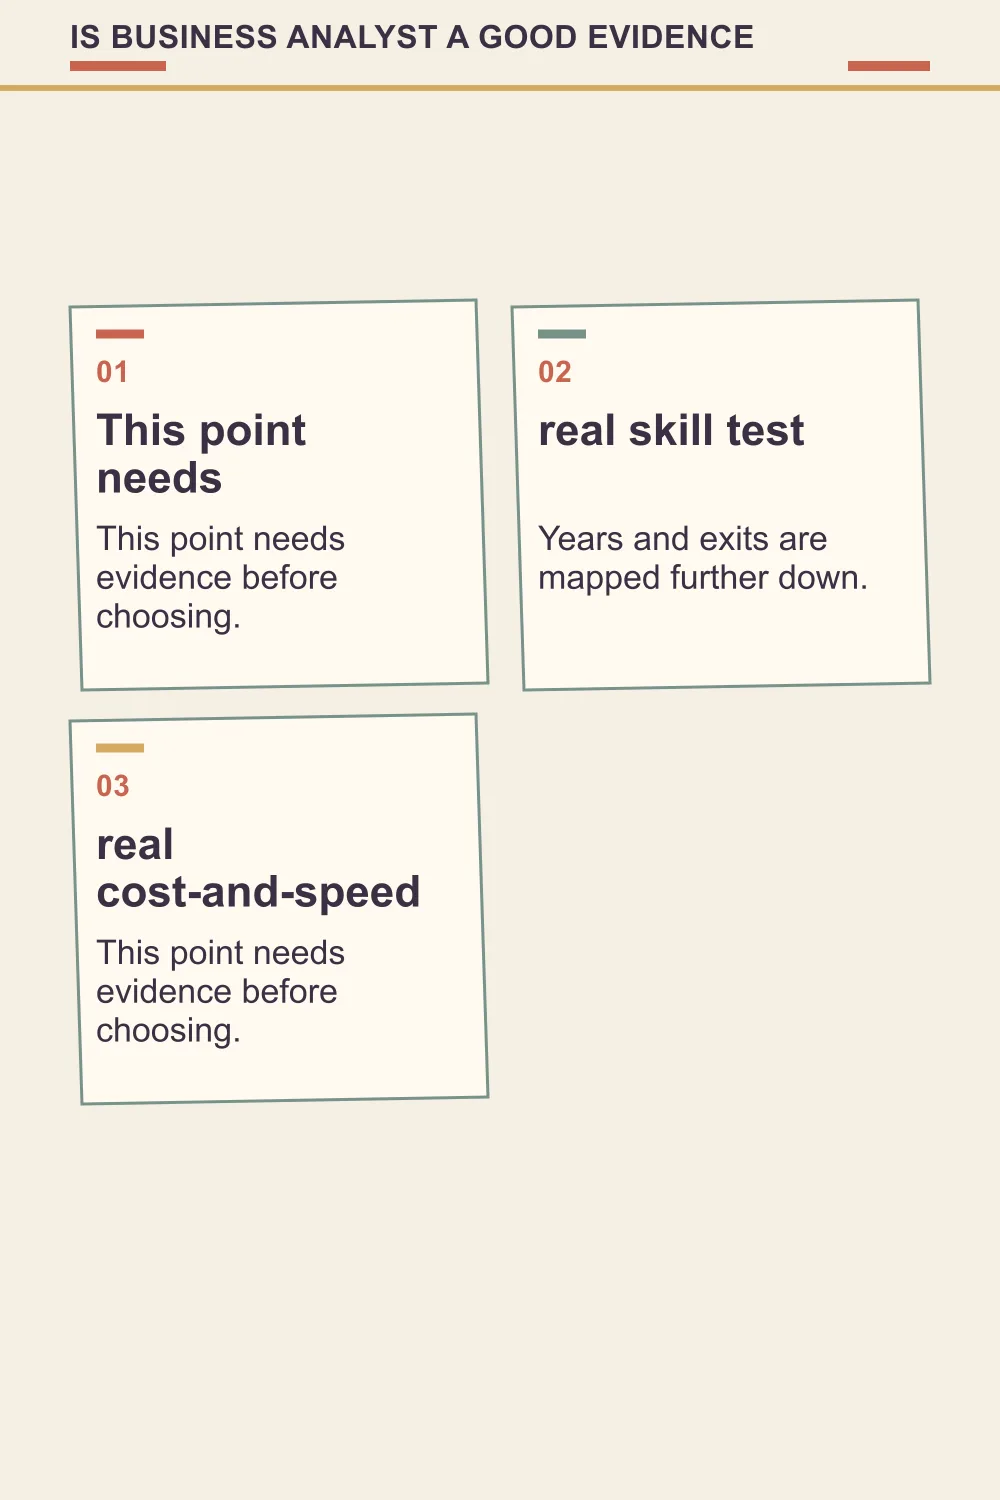 IS BUSINESS ANALYST A GOOD EVIDENCE
01
This point
needs
This point needs
evidence before
choosing.
02
real skill test
Years and exits are
mapped further down.
03
real
cost-and-speed
This point needs
evidence before
choosing.